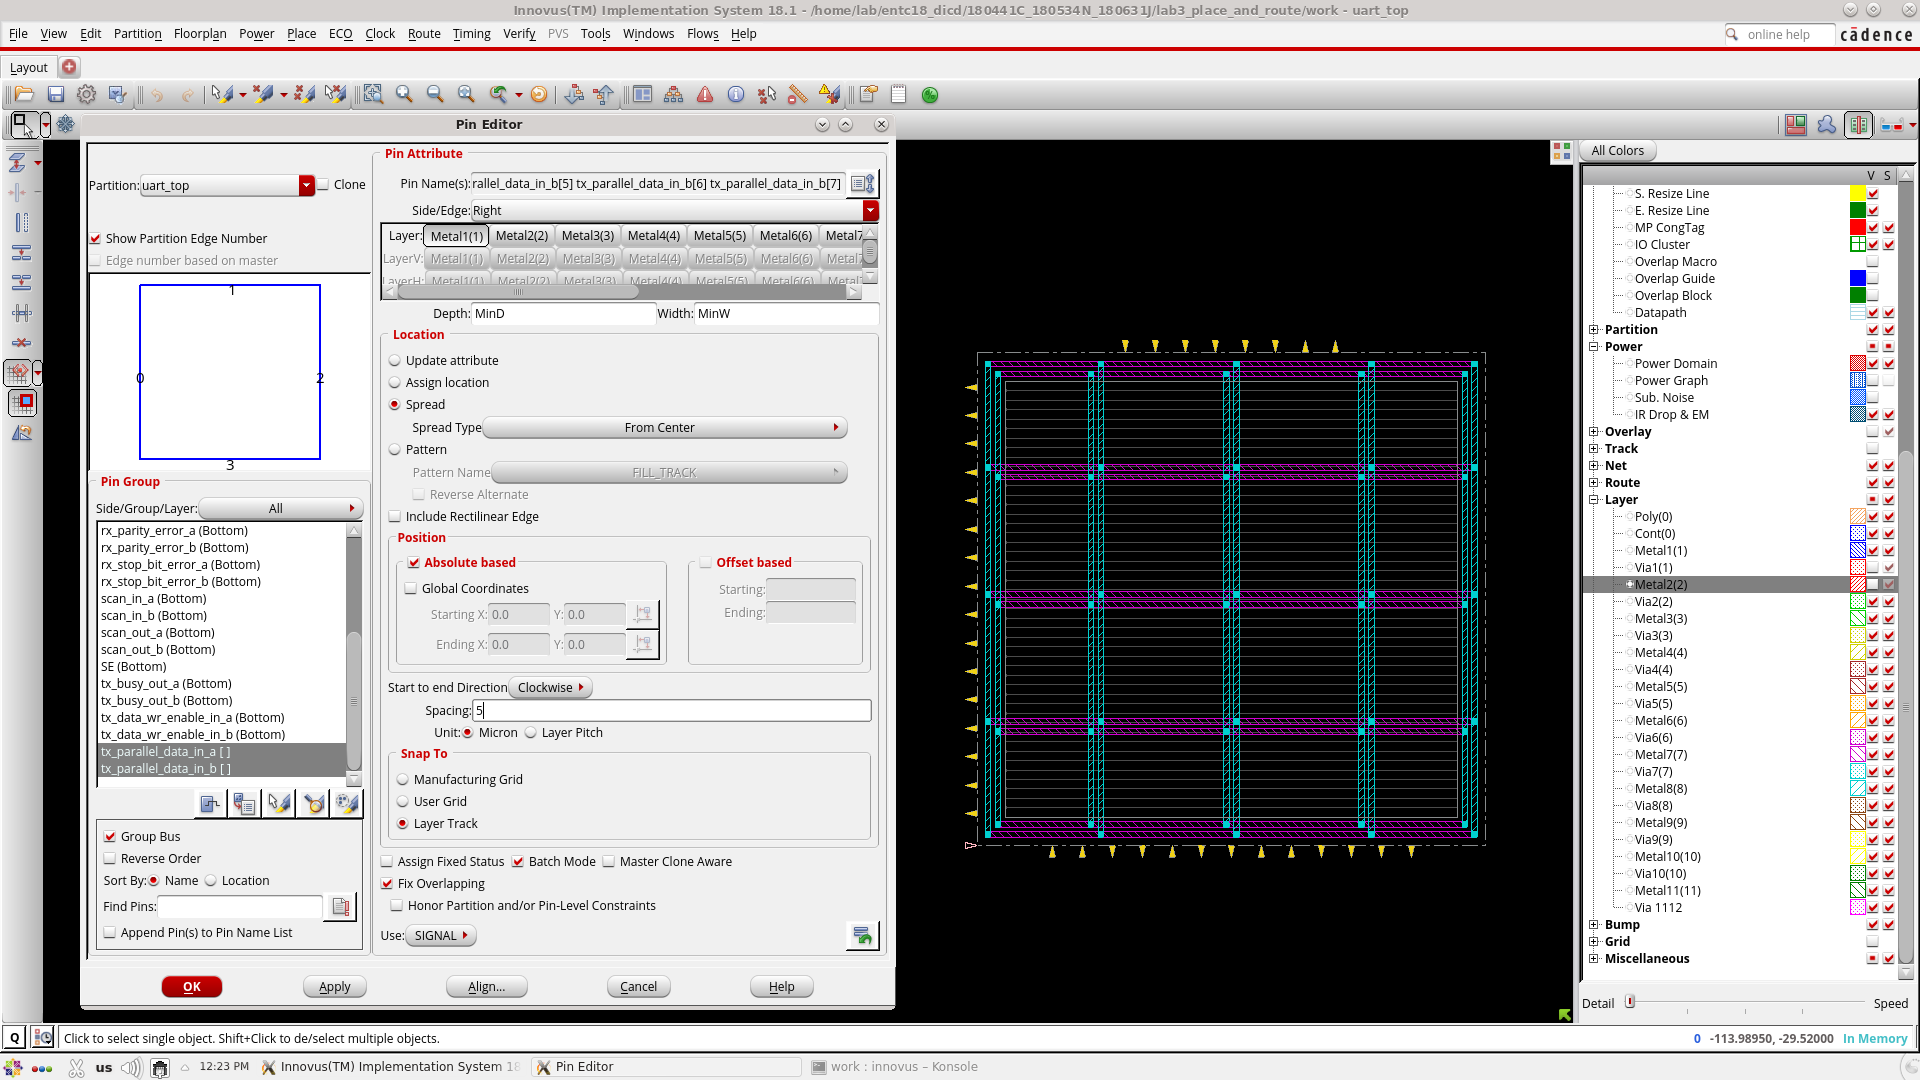 Innovus(TM) Implementation System 18.1 - /home/lab/entc18_dicd/180441C_180534N_180631J/lab3_place_and_route/work - uart_top
File View Edit Partition Floorplan Power Place ECO Clock Route Timing Verify PVS Tools Windows Flows Help
online help cādence
Layout
Pin Editor
Partition: uart_top Clone
Show Partition Edge Number
Edge number based on master
1
0 2
3
Pin Group
Side/Group/Layer: All
rx_parity_error_a (Bottom)
rx_parity_error_b (Bottom)
rx_stop_bit_error_a (Bottom)
rx_stop_bit_error_b (Bottom)
scan_in_a (Bottom)
scan_in_b (Bottom)
scan_out_a (Bottom)
scan_out_b (Bottom)
SE (Bottom)
tx_busy_out_a (Bottom)
tx_busy_out_b (Bottom)
tx_data_wr_enable_in_a (Bottom)
tx_data_wr_enable_in_b (Bottom)
tx_parallel_data_in_a [ ]
tx_parallel_data_in_b [ ]
Group Bus
Reverse Order
Sort By: Name Location
Find Pins:
Append Pin(s) to Pin Name List
Pin Attribute
Pin Name(s): rallel_data_in_b[5] tx_parallel_data_in_b[6] tx_parallel_data_in_b[7]
Side/Edge: Right
Layer: Metal1(1) Metal2(2) Metal3(3) Metal4(4) Metal5(5) Metal6(6) Metal7
LayerV: Metal1(1) Metal2(2) Metal3(3) Metal4(4) Metal5(5) Metal6(6) Metal7
LayerH: Metal1(1) Metal2(2) Metal3(3) Metal4(4) Metal5(5) Metal6(6) Metal7
Depth: MinD Width: MinW
Location
Update attribute
Assign location
Spread
Spread Type From Center
Pattern
Pattern Name FILL_TRACK
Reverse Alternate
Include Rectilinear Edge
Position
Absolute based Offset based
Global Coordinates
Starting X: 0.0 Y: 0.0 Starting:
Ending X: 0.0 Y: 0.0 Ending:
Start to end Direction Clockwise
Spacing: 5
Unit: Micron Layer Pitch
Snap To
Manufacturing Grid
User Grid
Layer Track
Assign Fixed Status Batch Mode Master Clone Aware
Fix Overlapping
Honor Partition and/or Pin-Level Constraints
Use: SIGNAL
OK Apply Align... Cancel Help
All Colors
V S
S. Resize Line
E. Resize Line
MP CongTag
IO Cluster
Overlap Macro
Overlap Guide
Overlap Block
Datapath
Partition
Power
Power Domain
Power Graph
Sub. Noise
IR Drop & EM
Overlay
Track
Net
Route
Layer
Poly(0)
Cont(0)
Metal1(1)
Via1(1)
Metal2(2)
Via2(2)
Metal3(3)
Via3(3)
Metal4(4)
Via4(4)
Metal5(5)
Via5(5)
Metal6(6)
Via6(6)
Metal7(7)
Via7(7)
Metal8(8)
Via8(8)
Metal9(9)
Via9(9)
Metal10(10)
Via10(10)
Metal11(11)
Via 1112
Bump
Grid
Miscellaneous
Detail Speed
Q Click to select single object. Shift+Click to de/select multiple objects. 0 -113.98950, -29.52000 In Memory
us 12:23 PM Innovus(TM) Implementation System 18 Pin Editor work : innovus – Konsole